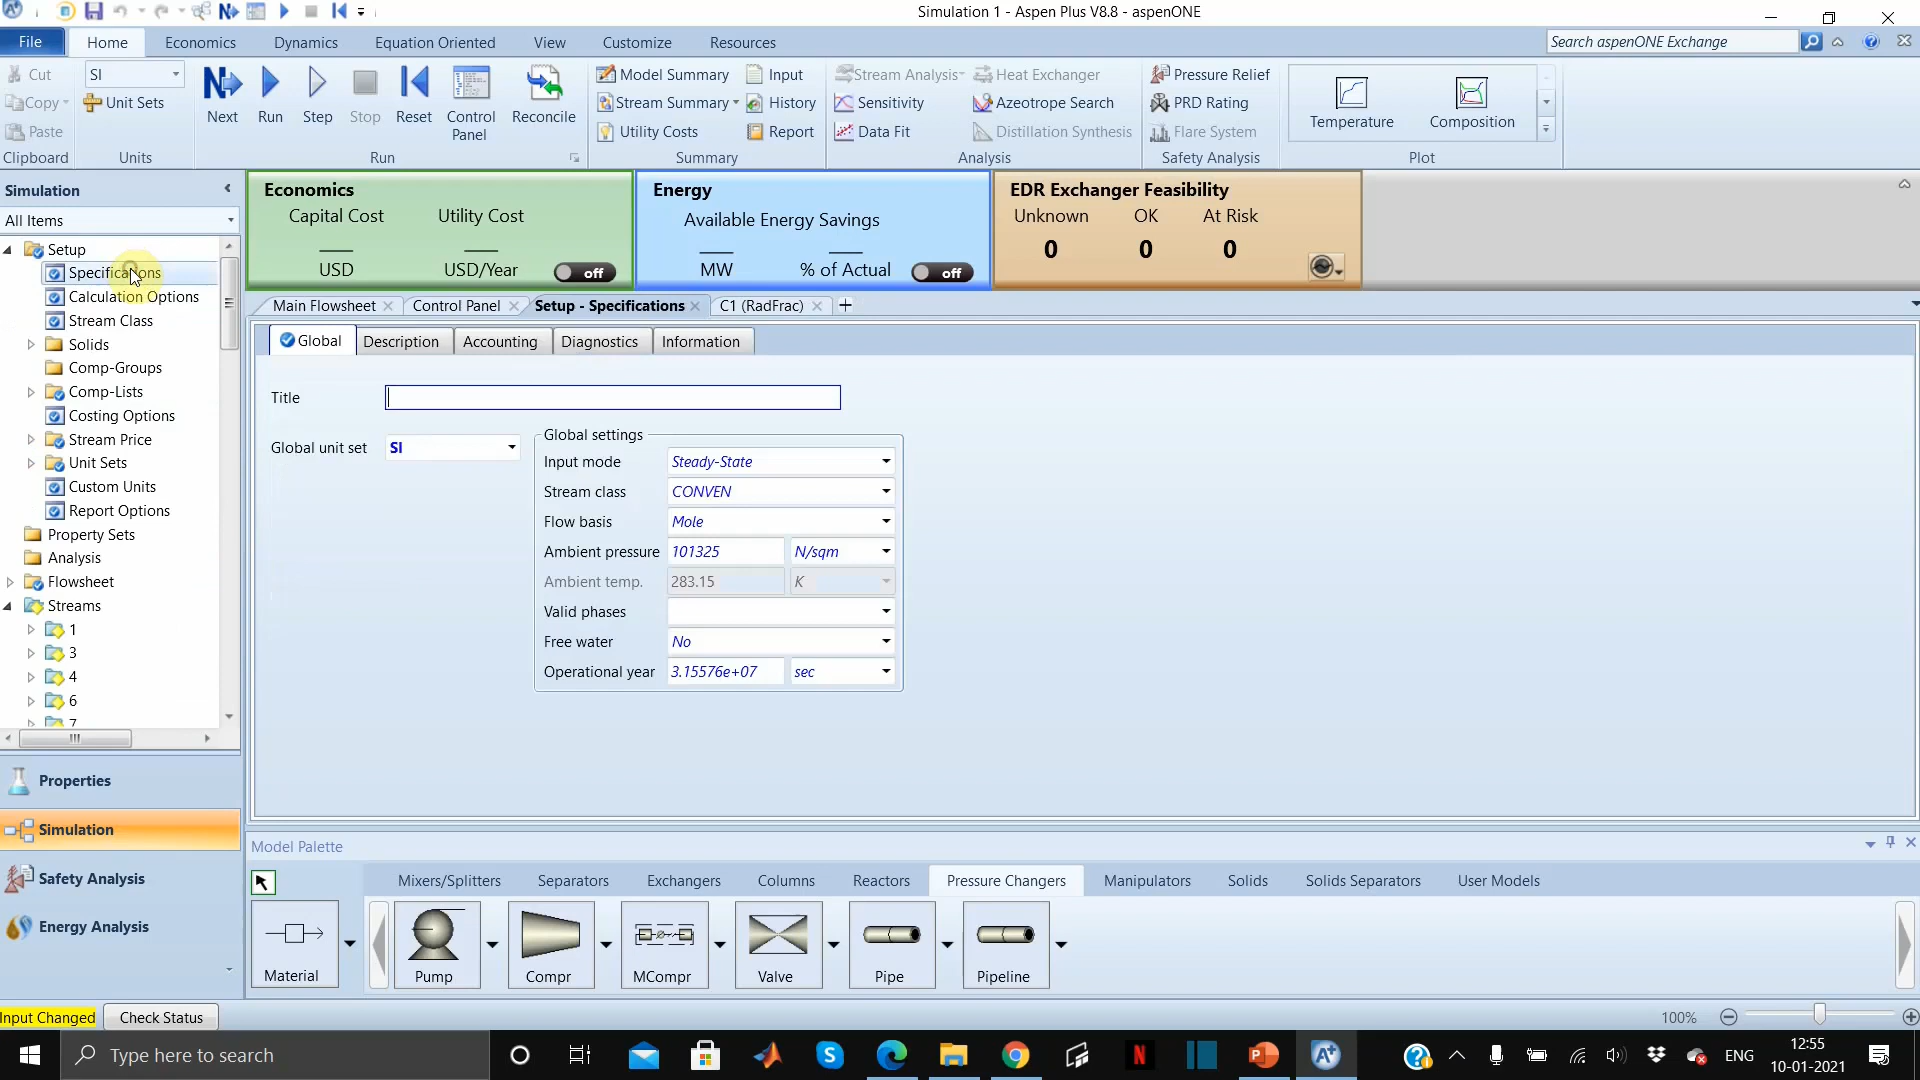 Simulation 1 - Aspen Plus V8.8 - aspenONE
File
Home
Economics
Dynamics
Equation Oriented
View
Customize
Resources
Search aspenONE Exchange
Cut
Copy
Paste
Clipboard
SI
Unit Sets
Units
Next
Run
Step
Stop
Reset
Control Panel
Reconcile
Run
Model Summary
Stream Summary
Utility Costs
Input
History
Report
Summary
Stream Analysis
Sensitivity
Data Fit
Heat Exchanger
Azeotrope Search
Distillation Synthesis
Analysis
Pressure Relief
PRD Rating
Flare System
Safety Analysis
Temperature
Composition
Plot
Simulation
All Items
Setup
Specifications
Calculation Options
Stream Class
Solids
Comp-Groups
Comp-Lists
Costing Options
Stream Price
Unit Sets
Custom Units
Report Options
Property Sets
Analysis
Flowsheet
Streams
1
3
4
6
7
Properties
Simulation
Safety Analysis
Energy Analysis
Economics
Capital Cost Utility Cost
USD USD/Year off
Energy
Available Energy Savings
MW % of Actual off
EDR Exchanger Feasibility
Unknown OK At Risk
0 0 0
Main Flowsheet
Control Panel
Setup - Specifications
C1 (RadFrac)
Global
Description
Accounting
Diagnostics
Information
Title
Global unit set SI
Global settings
Input mode Steady-State
Stream class CONVEN
Flow basis Mole
Ambient pressure 101325 N/sqm
Ambient temp. 283.15 K
Valid phases
Free water No
Operational year 3.15576e+07 sec
Model Palette
Mixers/Splitters
Separators
Exchangers
Columns
Reactors
Pressure Changers
Manipulators
Solids
Solids Separators
User Models
Material
Pump
Compr
MCompr
Valve
Pipe
Pipeline
Input Changed
Check Status
100%
Type here to search
ENG
12:55
10-01-2021